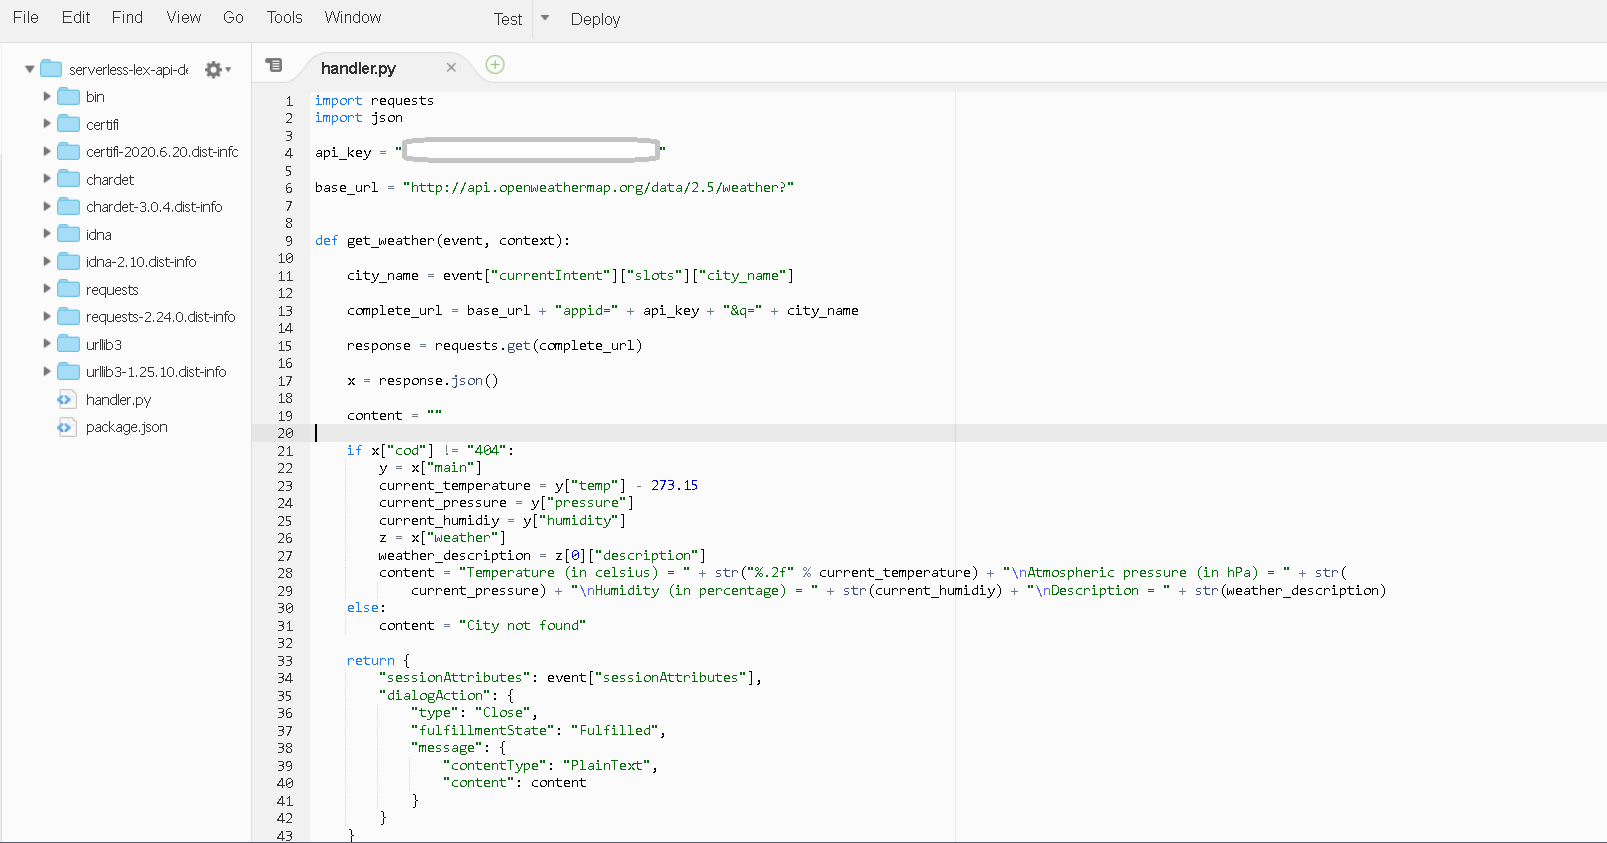 File Edit Find View Go Tools Window Test Deploy
serverless-lex-api-de
bin
certifi
certifi-2020.6.20.dist-info
chardet
chardet-3.0.4.dist-info
idna
idna-2.10.dist-info
requests
requests-2.24.0.dist-info
urllib3
urllib3-1.25.10.dist-info
handler.py
package.json
handler.py
1 import requests
2 import json
3
4 api_key = " "
5
6 base_url = "http://api.openweathermap.org/data/2.5/weather?"
7
8
9 def get_weather(event, context):
10
11     city_name = event["currentIntent"]["slots"]["city_name"]
12
13     complete_url = base_url + "appid=" + api_key + "&q=" + city_name
14
15     response = requests.get(complete_url)
16
17     x = response.json()
18
19     content = ""
20
21     if x["cod"] != "404":
22         y = x["main"]
23         current_temperature = y["temp"] - 273.15
24         current_pressure = y["pressure"]
25         current_humidiy = y["humidity"]
26         z = x["weather"]
27         weather_description = z[0]["description"]
28         content = "Temperature (in celsius) = " + str("%.2f" % current_temperature) + "\nAtmospheric pressure (in hPa) = " + str(
29             current_pressure) + "\nHumidity (in percentage) = " + str(current_humidiy) + "\nDescription = " + str(weather_description)
30     else:
31         content = "City not found"
32
33     return {
34         "sessionAttributes": event["sessionAttributes"],
35         "dialogAction": {
36             "type": "Close",
37             "fulfillmentState": "Fulfilled",
38             "message": {
39                 "contentType": "PlainText",
40                 "content": content
41             }
42         }
43     }